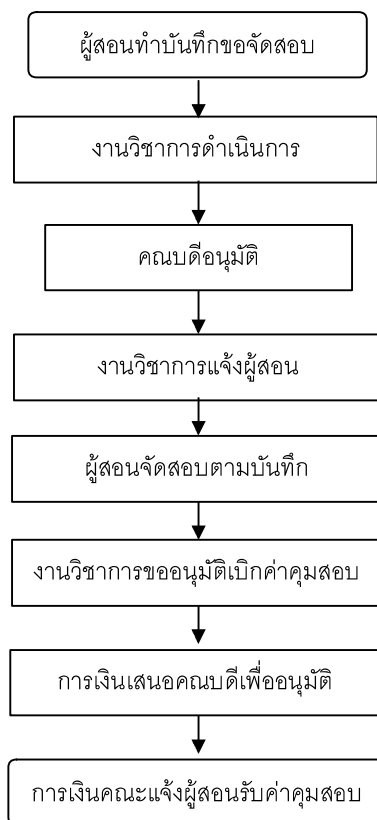 ผู้สอนทำบันทึกขอจัดสอบ
งานวิชาการดำเนินการ
คณบดีอนุมัติ
งานวิชาการแจ้งผู้สอน
ผู้สอนจัดสอบตามบันทึก
งานวิชาการขออนุมัติเบิกค่าคุมสอบ
การเงินเสนอคณบดีเพื่ออนุมัติ
การเงินคณะแจ้งผู้สอนรับค่าคุมสอบ